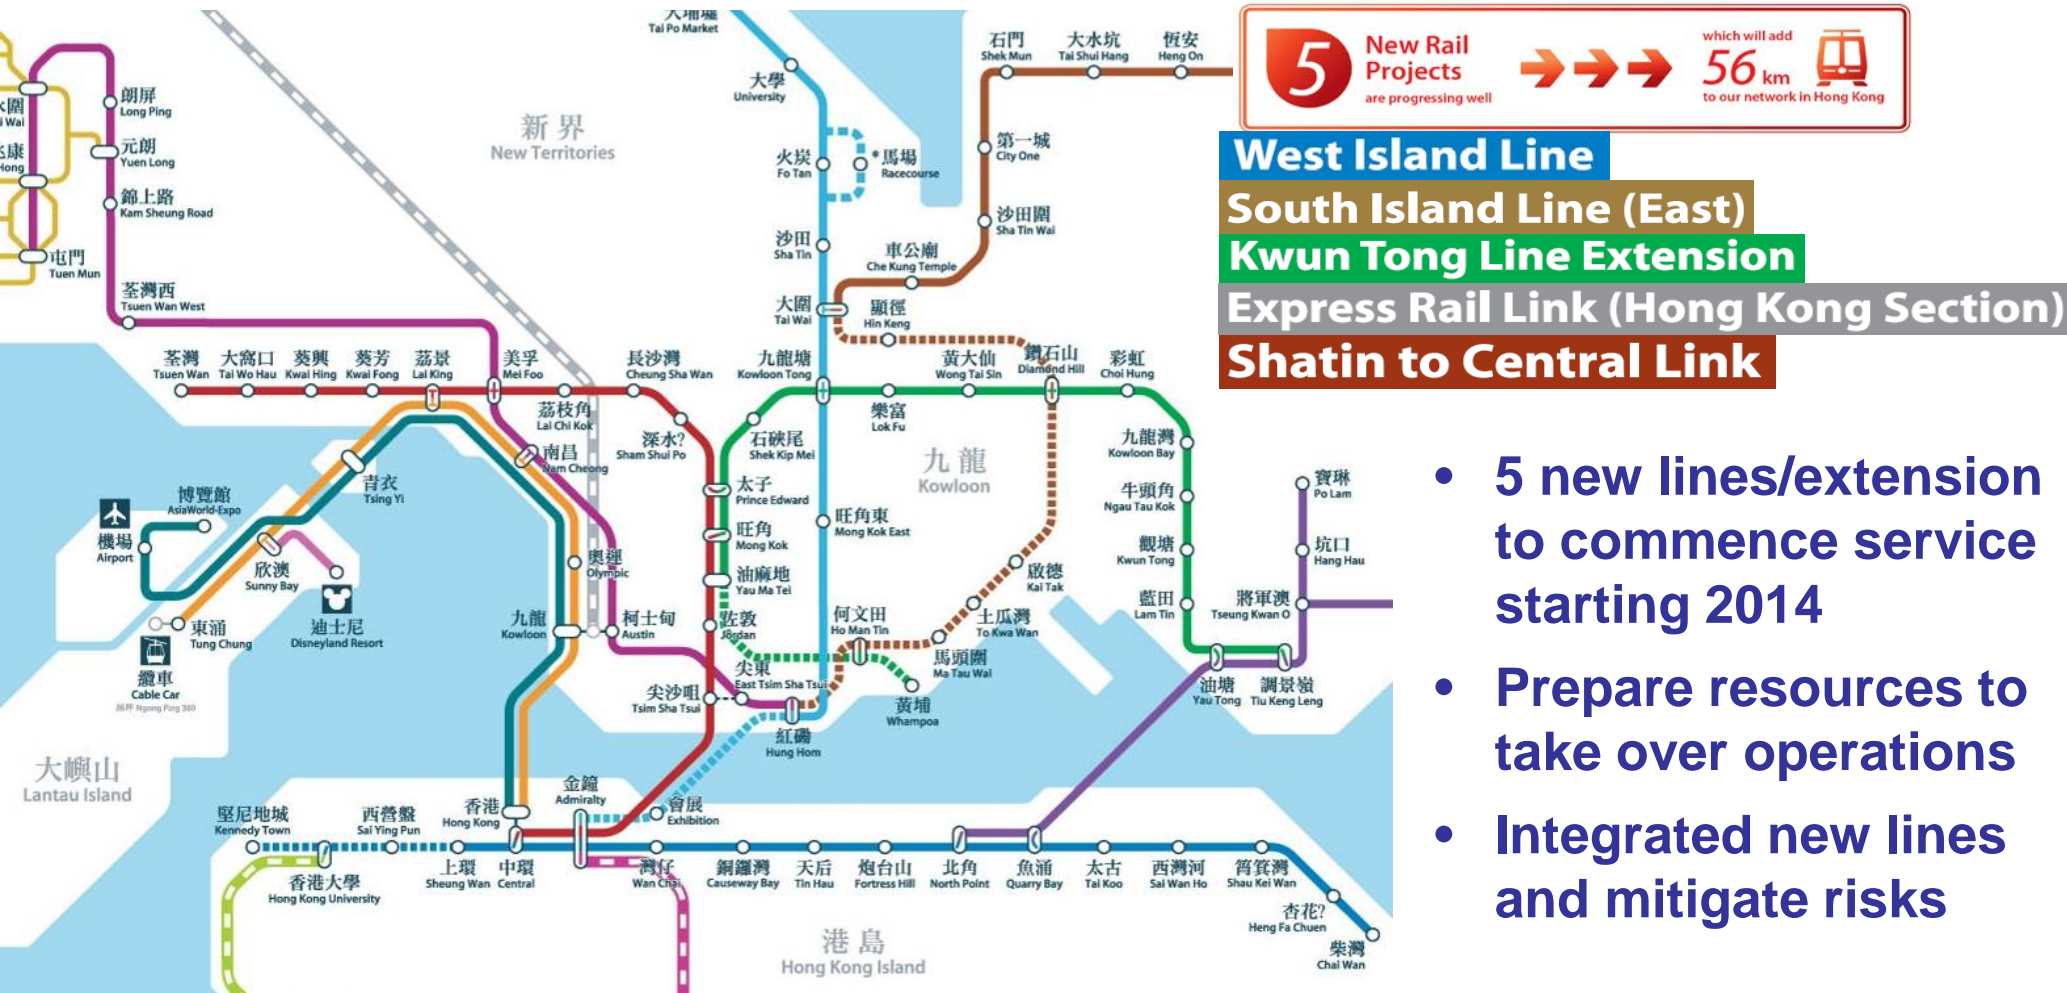 大埔墟
Tai Po Market
石門
Shek Mun
大水坑
Tai Shui Hang
恆安
Heng On
5
New Rail
Projects
are progressing well
which will add
56 km
to our network in Hong Kong
West Island Line
South Island Line (East)
Kwun Tong Line Extension
Express Rail Link (Hong Kong Section)
Shatin to Central Link
• 5 new lines/extension
to commence service
starting 2014
• Prepare resources to
take over operations
• Integrated new lines
and mitigate risks
大學
University
新界
New Territories
朗屏
Long Ping
元朗
Yuen Long
錦上路
Kam Sheung Road
屯門
Tuen Mun
荃灣西
Tsuen Wan West
火炭
Fo Tan
*馬場
Racecourse
第一城
City One
沙田圍
Sha Tin Wai
沙田
Sha Tin
車公廟
Che Kung Temple
大圍
Tai Wai
顯徑
Hin Keng
荃灣
Tsuen Wan
大窩口
Tai Wo Hau
葵興
Kwai Hing
葵芳
Kwai Fong
荔景
Lai King
美孚
Mei Foo
長沙灣
Cheung Sha Wan
九龍塘
Kowloon Tong
黃大仙
Wong Tai Sin
鑽石山
Diamond Hill
彩虹
Choi Hung
荔枝角
Lai Chi Kok
樂富
Lok Fu
深水?
Sham Shui Po
石硤尾
Shek Kip Mei
九龍
Kowloon
九龍灣
Kowloon Bay
南昌
Nam Cheong
青衣
Tsing Yi
太子
Prince Edward
旺角
Mong Kok
旺角東
Mong Kok East
牛頭角
Ngau Tau Kok
寶琳
Po Lam
博覽館
AsiaWorld-Expo
機場
Airport
欣澳
Sunny Bay
奧運
Olympic
油麻地
Yau Ma Tei
啟德
Kai Tak
觀塘
Kwun Tong
坑口
Hang Hau
東涌
Tung Chung
迪士尼
Disneyland Resort
九龍
Kowloon
柯士甸
Austin
佐敦
Jordan
何文田
Ho Man Tin
土瓜灣
To Kwa Wan
藍田
Lam Tin
將軍澳
Tseung Kwan O
纜車
Cable Car
昂坪 Ngong Ping 360
尖東
East Tsim Sha Tsui
馬頭圍
Ma Tau Wai
尖沙咀
Tsim Sha Tsui
黃埔
Whampoa
油塘
Yau Tong
調景嶺
Tiu Keng Leng
紅磡
Hung Hom
大嶼山
Lantau Island
金鐘
Admiralty
會展
Exhibition
堅尼地城
Kennedy Town
西營盤
Sai Ying Pun
香港
Hong Kong
香港大學
Hong Kong University
上環
Sheung Wan
中環
Central
灣仔
Wan Chai
銅鑼灣
Causeway Bay
天后
Tin Hau
炮台山
Fortress Hill
北角
North Point
魚涌
Quarry Bay
太古
Tai Koo
西灣河
Sai Wan Ho
筲箕灣
Shau Kei Wan
杏花?
Heng Fa Chuen
柴灣
Chai Wan
港島
Hong Kong Island